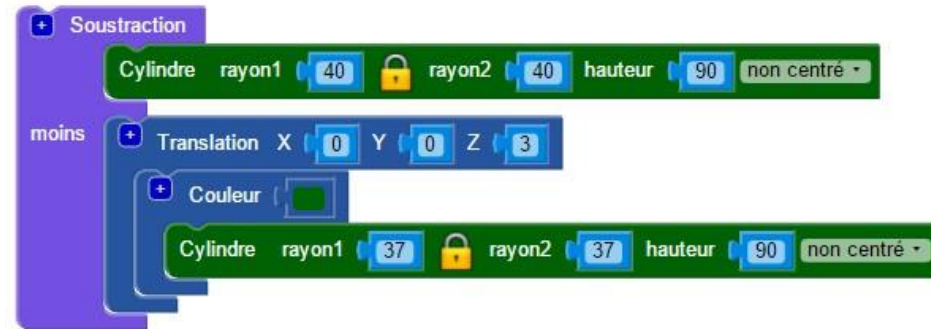 + Soustraction
Cylindre rayon1 40 rayon2 40 hauteur 90 non centré
moins + Translation X 0 Y 0 Z 3
+ Couleur
Cylindre rayon1 37 rayon2 37 hauteur 90 non centré